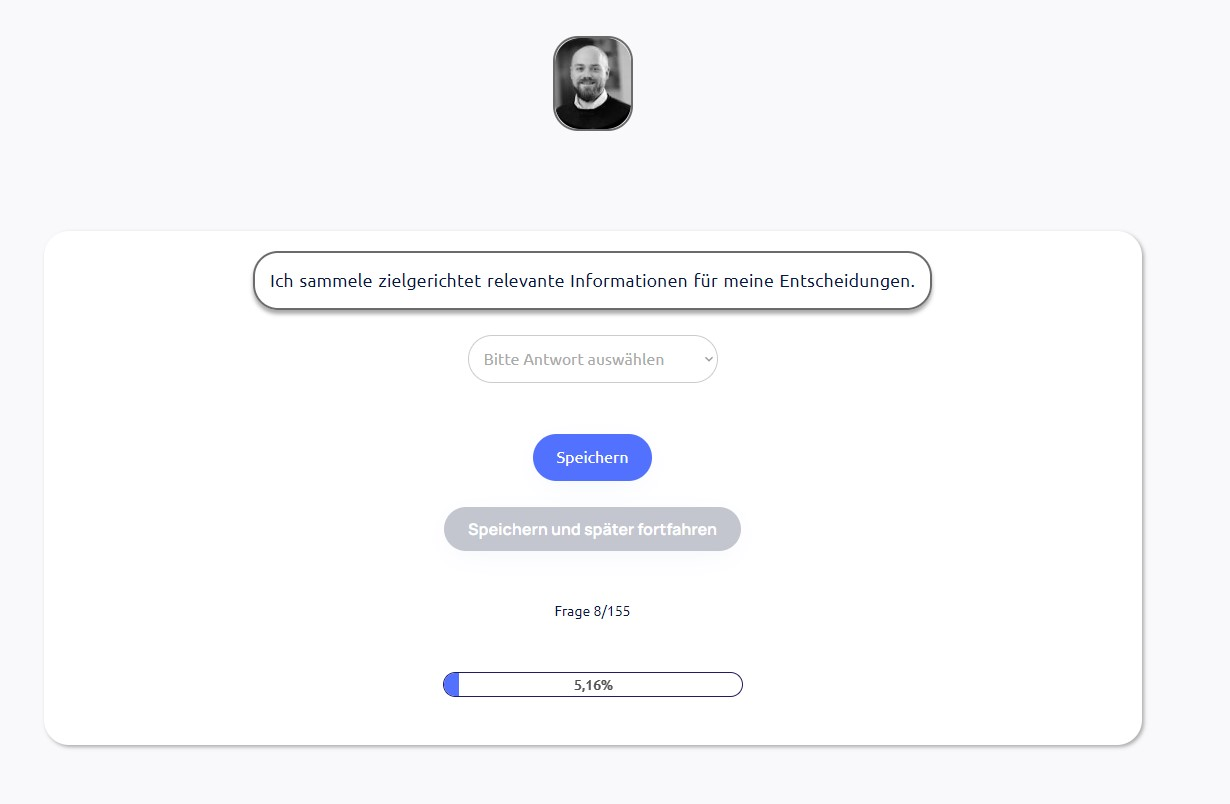 Ich sammele zielgerichtet relevante Informationen für meine Entscheidungen.
Bitte Antwort auswählen
Speichern
Speichern und später fortfahren
Frage 8/155
5,16%